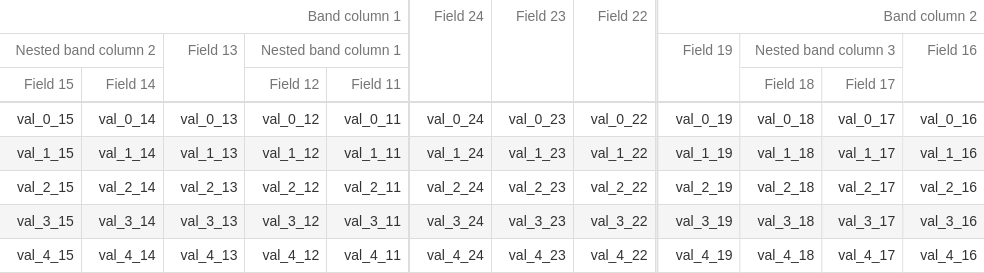 Band column 1 Field 24 Field 23 Field 22 Band column 2
Nested band column 2 Field 13 Nested band column 1 Field 19 Nested band column 3 Field 16
Field 15 Field 14 Field 12 Field 11 Field 18 Field 17
val_0_15 val_0_14 val_0_13 val_0_12 val_0_11 val_0_24 val_0_23 val_0_22 val_0_19 val_0_18 val_0_17 val_0_16
val_1_15 val_1_14 val_1_13 val_1_12 val_1_11 val_1_24 val_1_23 val_1_22 val_1_19 val_1_18 val_1_17 val_1_16
val_2_15 val_2_14 val_2_13 val_2_12 val_2_11 val_2_24 val_2_23 val_2_22 val_2_19 val_2_18 val_2_17 val_2_16
val_3_15 val_3_14 val_3_13 val_3_12 val_3_11 val_3_24 val_3_23 val_3_22 val_3_19 val_3_18 val_3_17 val_3_16
val_4_15 val_4_14 val_4_13 val_4_12 val_4_11 val_4_24 val_4_23 val_4_22 val_4_19 val_4_18 val_4_17 val_4_16